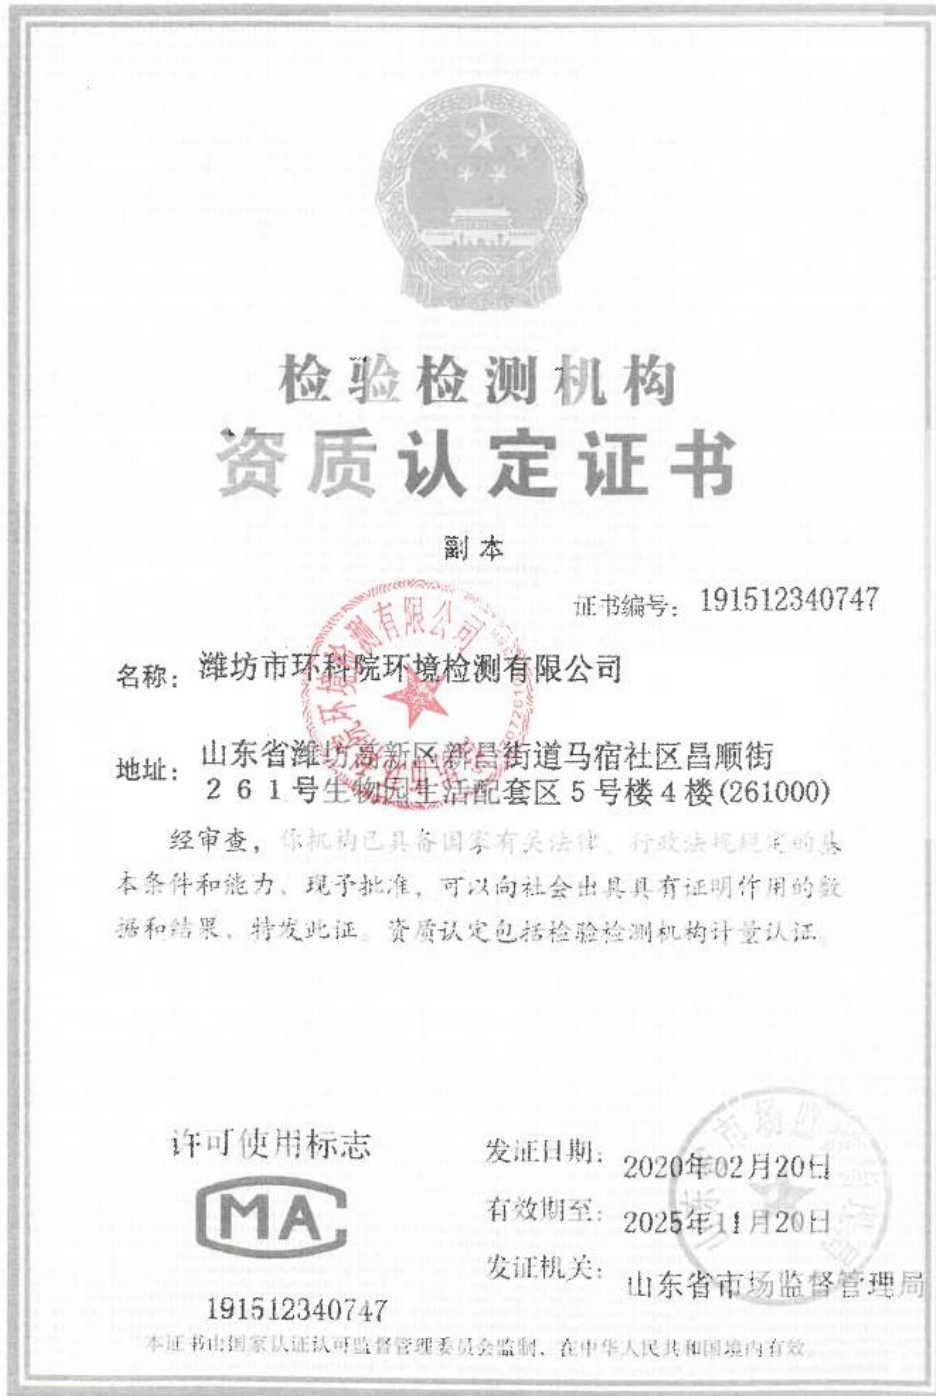 检验检测机构
资质认定证书
副本
证书编号：191512340747
名称：潍坊市环科院环境检测有限公司
地址：山东省潍坊高新区新昌街道马宿社区昌顺街
261号生物园生活配套区5号楼4楼(261000)
经审查，你机构已具备国家有关法律、行政法规规定的基
本条件和能力，现予批准，可以向社会出具具有证明作用的数
据和结果，特发此证。资质认定包括检验检测机构计量认证。
许可使用标志
MA
191512340747
发证日期：2020年02月20日
有效期至：2025年11月20日
发证机关：山东省市场监督管理局
本证书由国家认证认可监督管理委员会监制，在中华人民共和国境内有效。